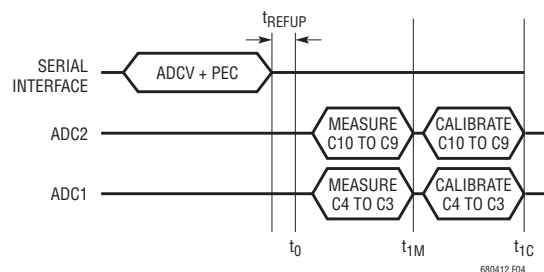 tREFUP
SERIAL
INTERFACE
ADCV + PEC
ADC2
MEASURE
C10 TO C9
CALIBRATE
C10 TO C9
ADC1
MEASURE
C4 TO C3
CALIBRATE
C4 TO C3
t0
t1M
t1C
680412 F04